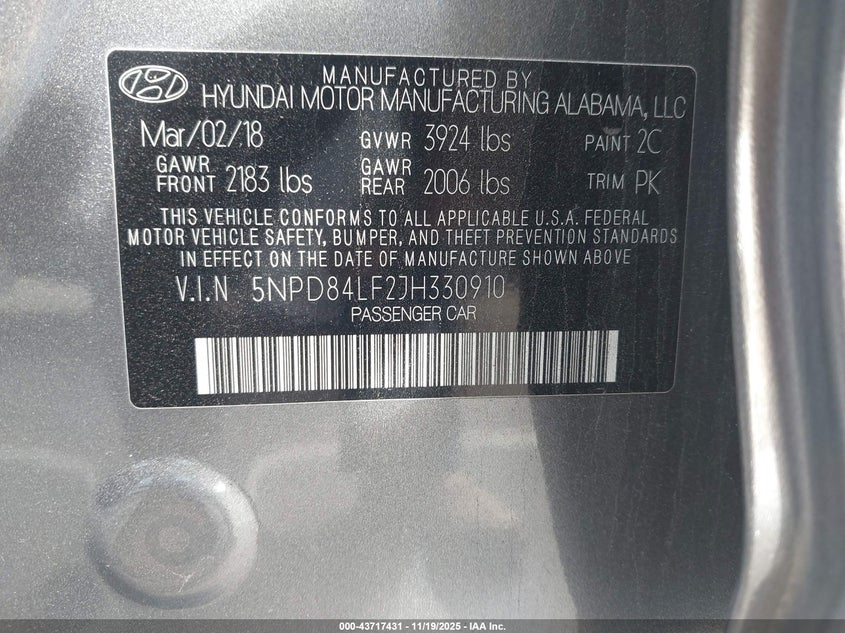 MANUFACTURED BY
HYUNDAI MOTOR MANUFACTURING ALABAMA, LLC
Mar/02/18 GVWR 3924 lbs PAINT 2C
GAWR FRONT 2183 lbs GAWR REAR 2006 lbs TRIM PK
THIS VEHICLE CONFORMS TO ALL APPLICABLE U.S.A. FEDERAL
MOTOR VEHICLE SAFETY, BUMPER, AND THEFT PREVENTION STANDARDS
IN EFFECT ON THE DATE OF MANUFACTURE SHOWN ABOVE
V.I.N 5NPD84LF2JH330910
PASSENGER CAR
000-43717431 - 11/19/2025 - IAA Inc.